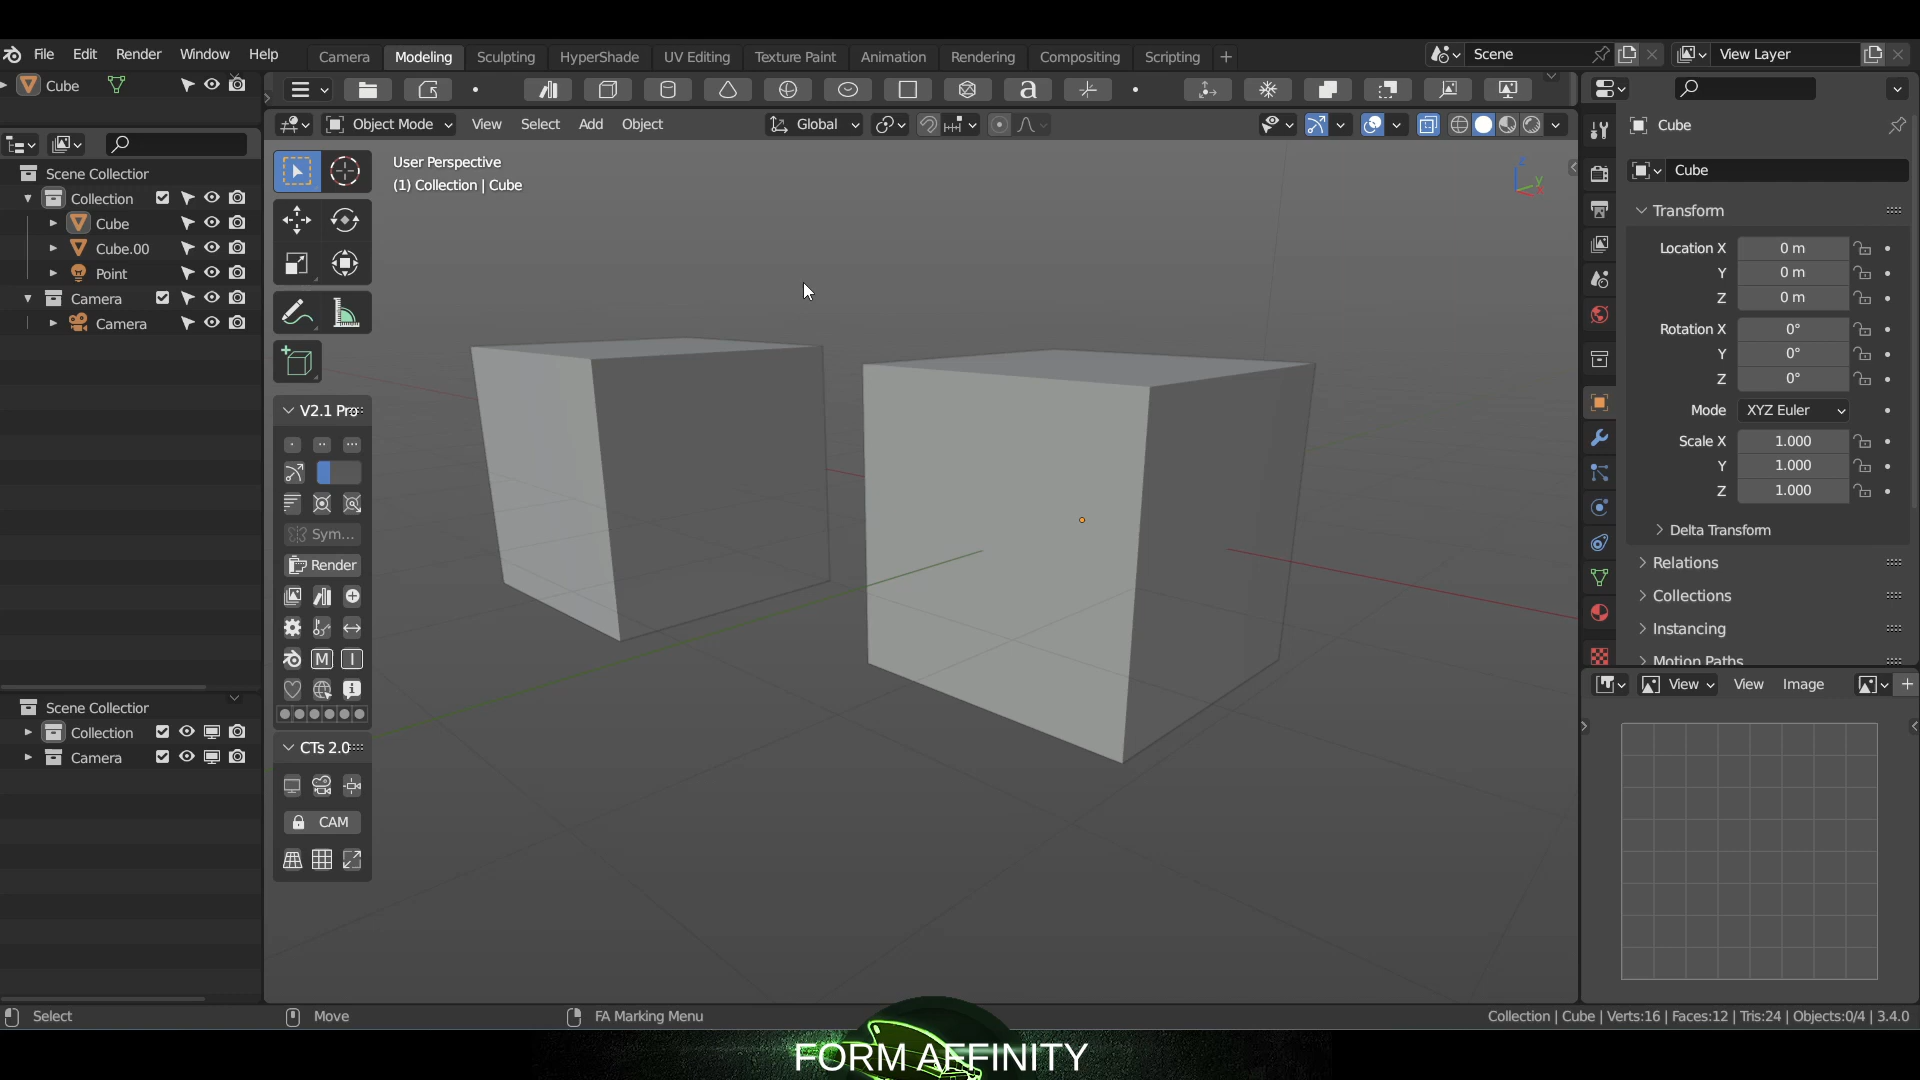 File Edit Render Window Help Camera Modeling Sculpting HyperShade UV Editing Texture Paint Animation Rendering Compositing Scripting + Scene View Layer
Cube
Object Mode View Select Add Object Global
Cube
User Perspective
(1) Collection | Cube
Scene Collection
Collection
Cube
Cube.00
Point
Camera
Camera
Cube
Transform
Location X 0 m
Y 0 m
Z 0 m
Rotation X 0°
Y 0°
Z 0°
Mode XYZ Euler
Scale X 1.000
Y 1.000
Z 1.000
Delta Transform
Relations
Collections
Instancing
Motion Paths
V2.1 Pro
Sym...
Render
M I
CTs 2.0
CAM
Scene Collection
Collection
Camera
View View Image
Select Move FA Marking Menu
Collection | Cube | Verts:16 | Faces:12 | Tris:24 | Objects:0/4 | 3.4.0
FORM AFFINITY